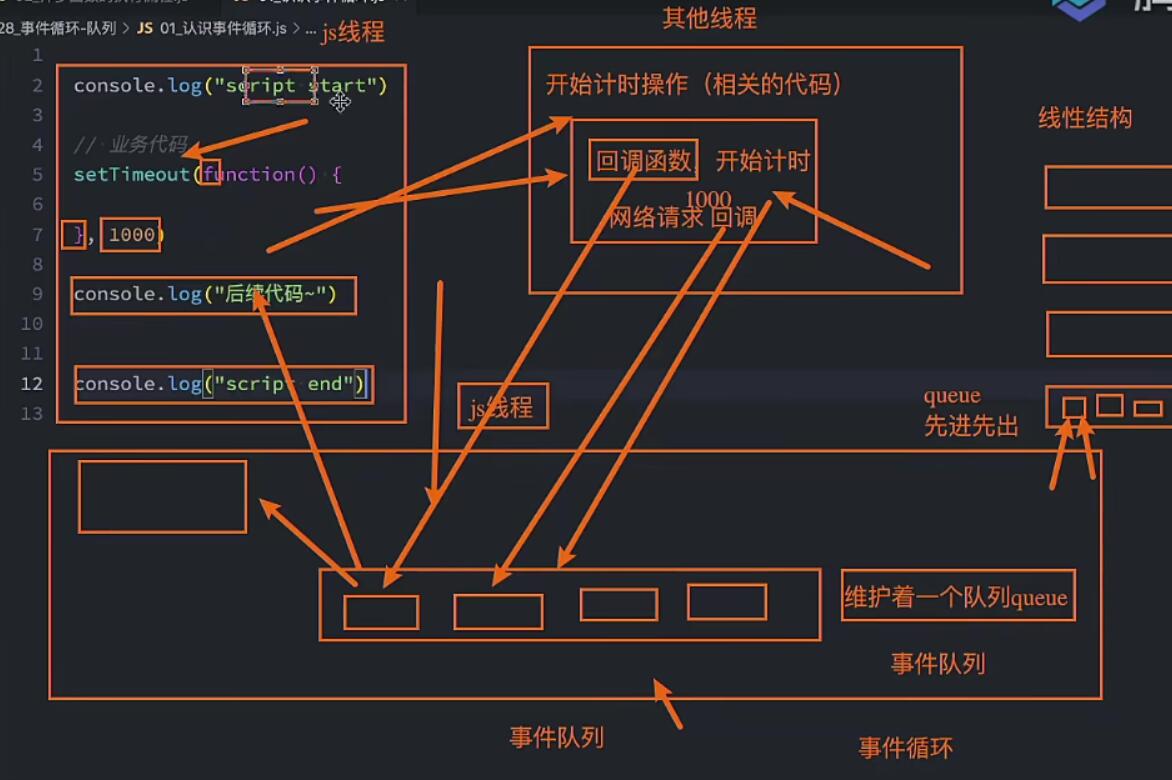 28_事件循环-队列 > JS 01_认识事件循环.js > ...
js线程
其他线程
1
2 console.log("script start")
3
4 // 业务代码
5 setTimeout(function() {
6
7 }, 1000)
8
9 console.log("后续代码~")
10
11
12 console.log("script end")
13
开始计时操作（相关的代码）
回调函数 开始计时
1000
网络请求 回调
线性结构
js线程
queue
先进先出
维护着一个队列queue
事件队列
事件队列
事件循环